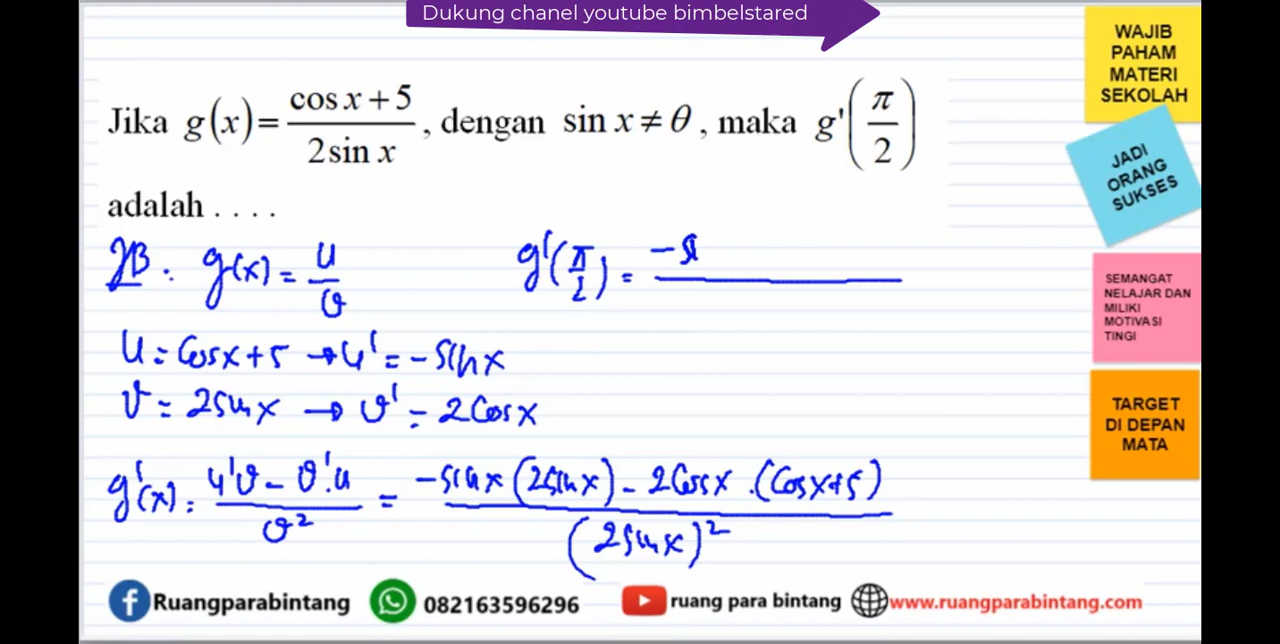 Dukung chanel youtube bimbelstared
WAJIB
PAHAM
MATERI
SEKOLAH
JADI
ORANG
SUKSES
SEMANGAT
NELAJAR DAN
MILIKI
MOTIVASI
TINGI
TARGET
DI DEPAN
MATA
Jika g(x) = (cos x + 5)/(2 sin x), dengan sin x ≠ θ, maka g'(π/2)
adalah . . . .
JB : g(x) = u/v
u = Cosx + 5 → u' = -sin x
v = 2 sin x → v' = 2 Cos x
g'(x) = (u'v - v'.u)/v² = (-sin x (2 sin x) - 2 Cos x . (Cos x + 5))/(2 sin x)²
g'(π/2) = -si
Ruangparabintang
082163596296
ruang para bintang
www.ruangparabintang.com